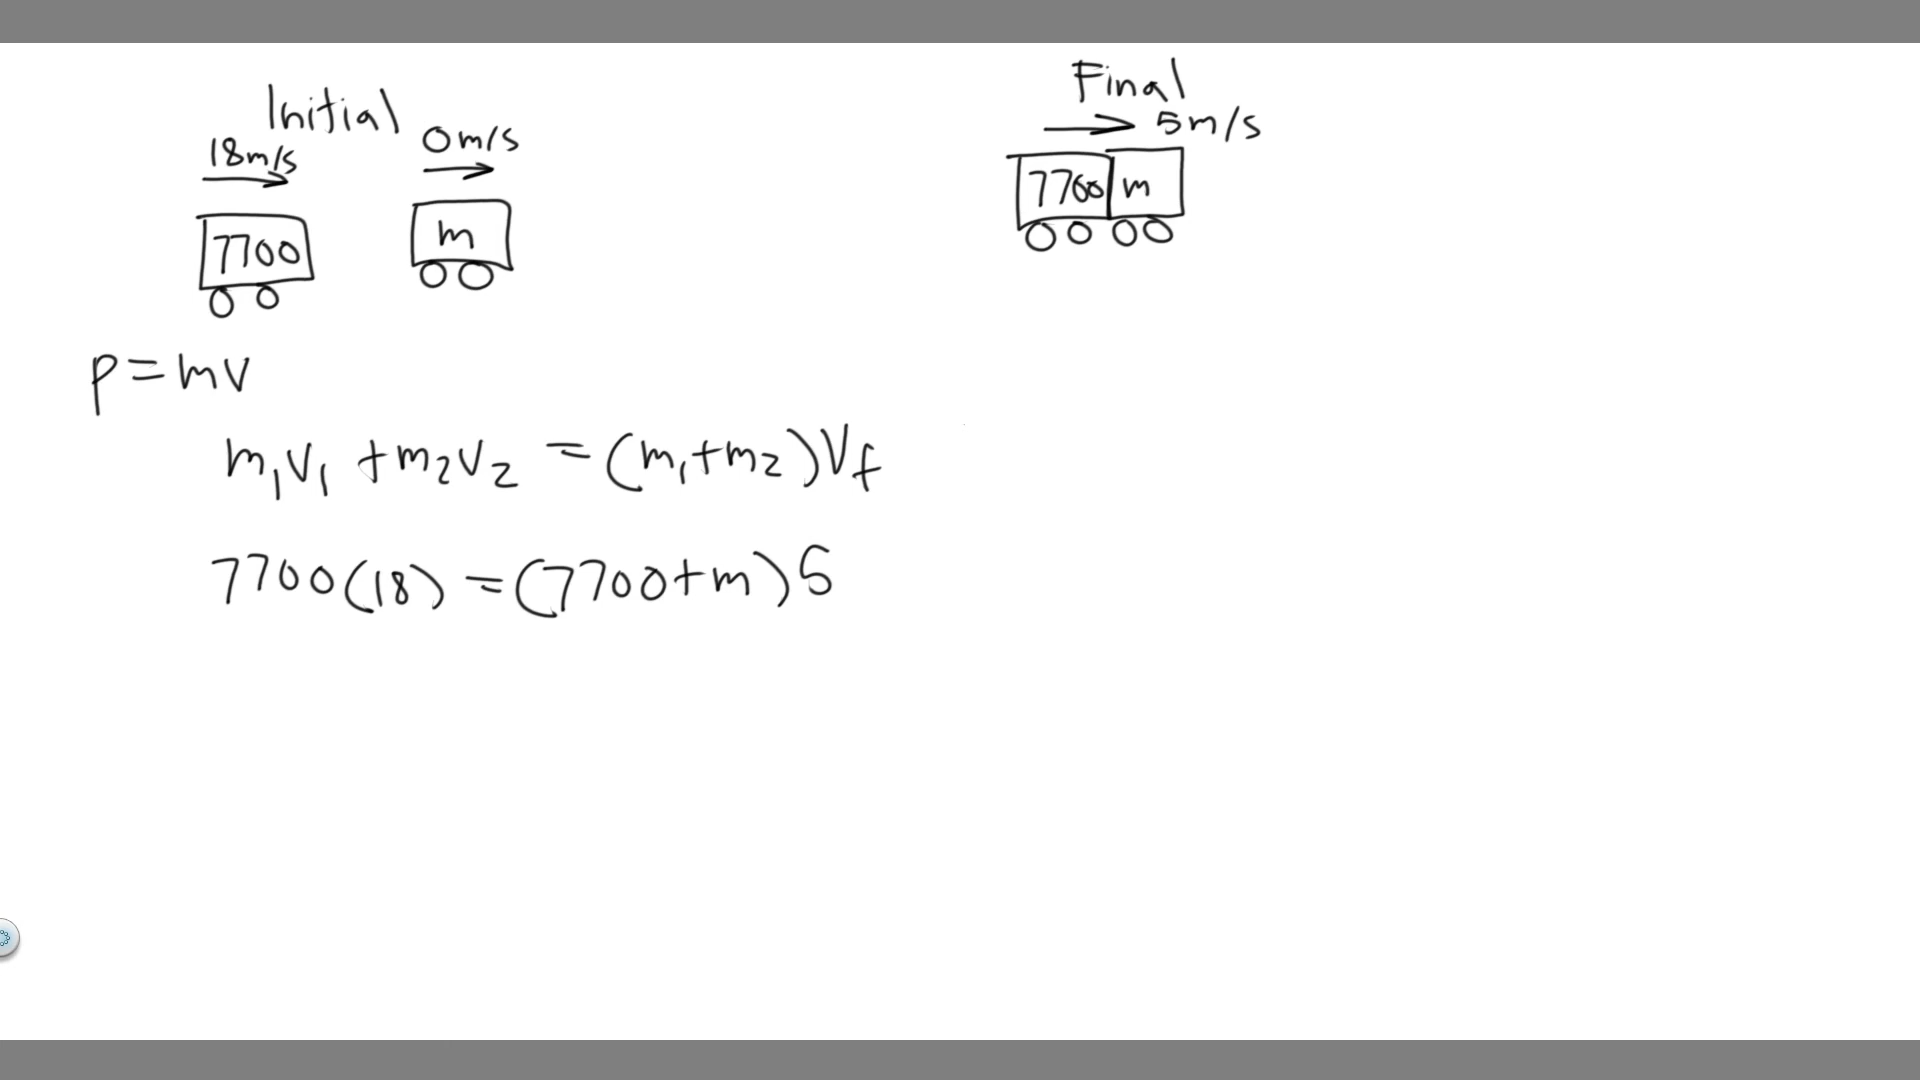 Initial
18m/s
0m/s
7700
m
Final
5m/s
7700 m
p=mv
m₁v₁ + m₂v₂ = (m₁+m₂)Vf
7700(18) = (7700+m)5